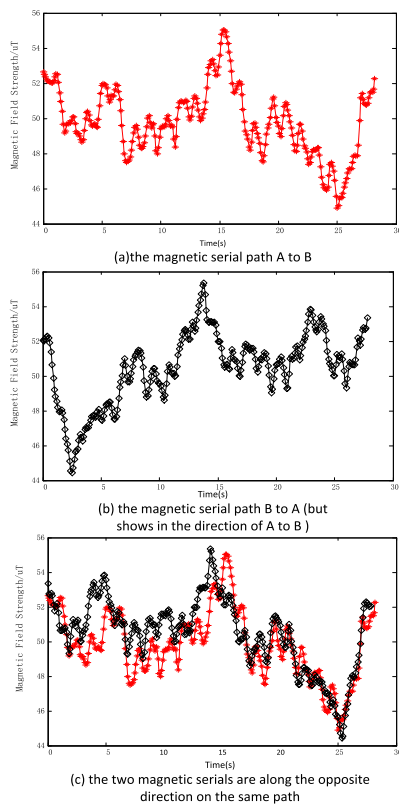 56
54
52
50
48
46
44
Magnetic Field Strength/uT
0 5 10 15 20 25 30
Time(s)
(a)the magnetic serial path A to B
56
54
52
50
48
46
44
Magnetic Field Strength/uT
0 5 10 15 20 25 30
Time(s)
(b) the magnetic serial path B to A (but
shows in the direction of A to B )
56
54
52
50
48
46
44
Magnetic Field Strength/uT
0 5 10 15 20 25 30
Time(s)
(c) the two magnetic serials are along the opposite
direction on the same path